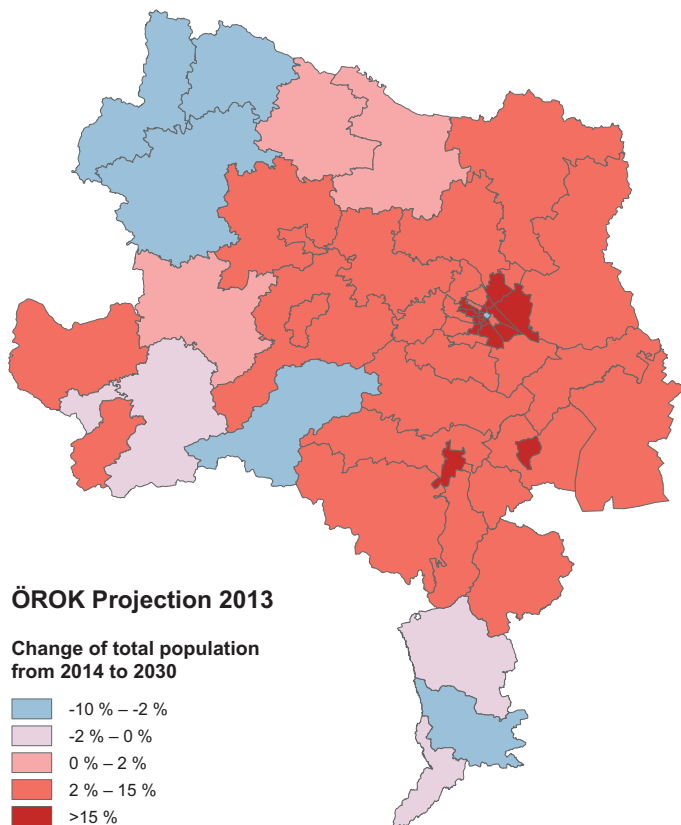 ÖROK Projection 2013
Change of total population
from 2014 to 2030
-10 % – -2 %
-2 % – 0 %
0 % – 2 %
2 % – 15 %
>15 %